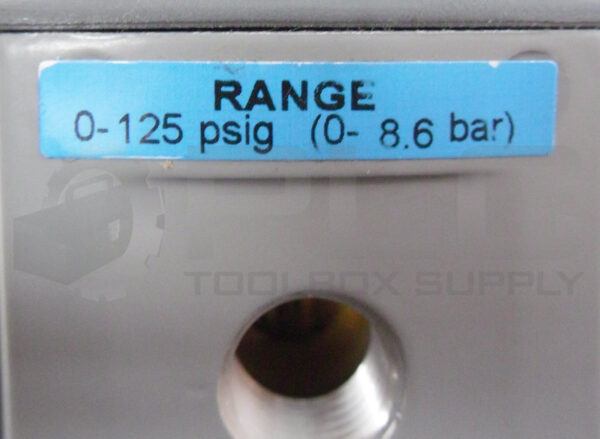 RANGE
0-125 psig (0- 8.6 bar)
TOOLBOX SUPPLY